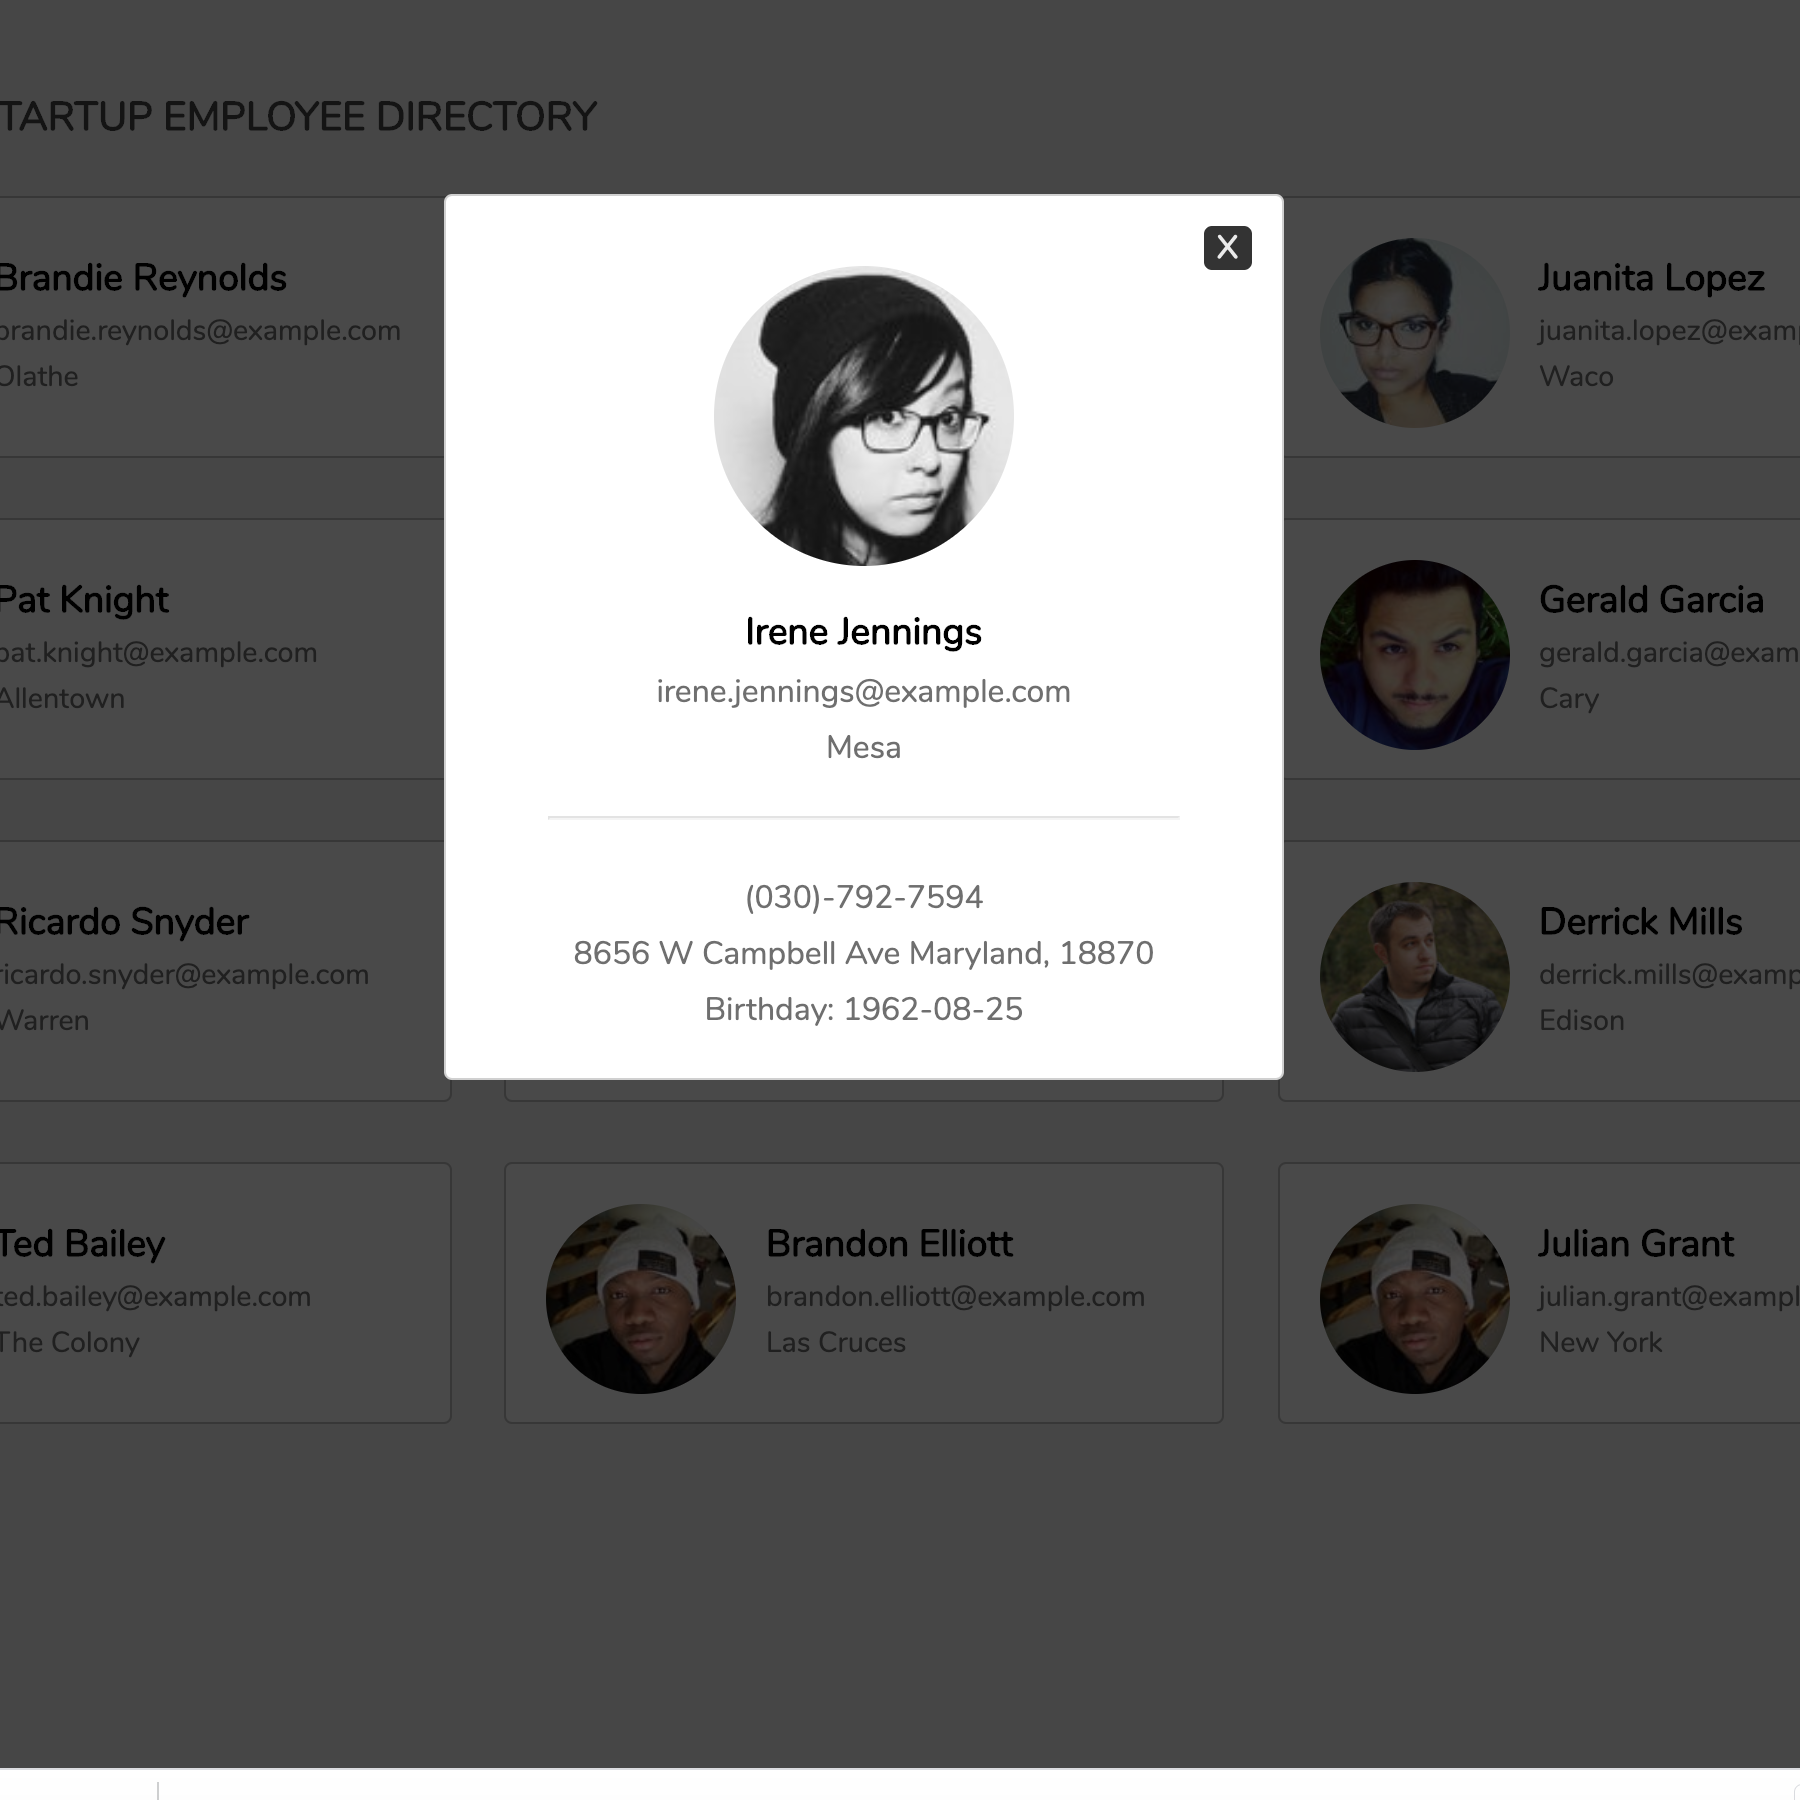 TARTUP EMPLOYEE DIRECTORY
Brandie Reynolds
brandie.reynolds@example.com
Olathe
X
Irene Jennings
irene.jennings@example.com
Mesa
(030)-792-7594
8656 W Campbell Ave Maryland, 18870
Birthday: 1962-08-25
Juanita Lopez
juanita.lopez@examp
Waco
Pat Knight
pat.knight@example.com
Allentown
Gerald Garcia
gerald.garcia@exam
Cary
Ricardo Snyder
ricardo.snyder@example.com
Warren
Derrick Mills
derrick.mills@examp
Edison
Ted Bailey
ted.bailey@example.com
The Colony
Brandon Elliott
brandon.elliott@example.com
Las Cruces
Julian Grant
julian.grant@exampl
New York